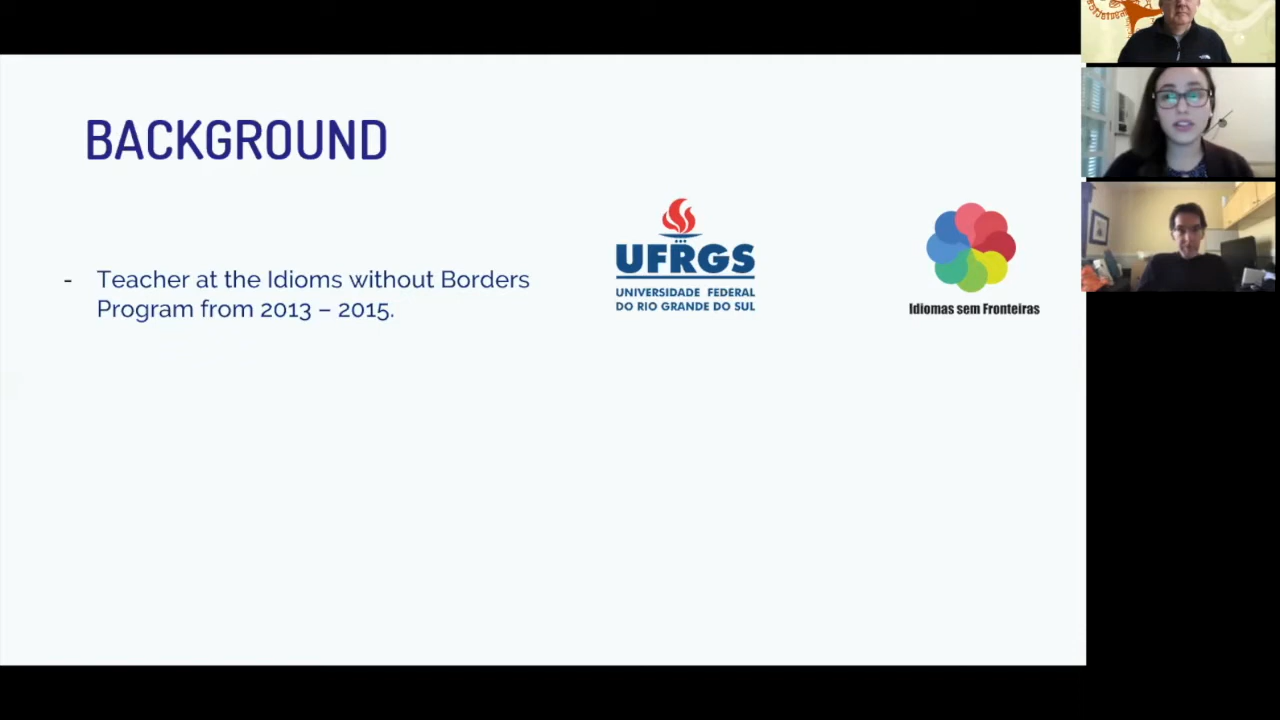 BACKGROUND
- Teacher at the Idioms without Borders
Program from 2013 – 2015.
UFRGS
UNIVERSIDADE FEDERAL
DO RIO GRANDE DO SUL
Idiomas sem Fronteiras